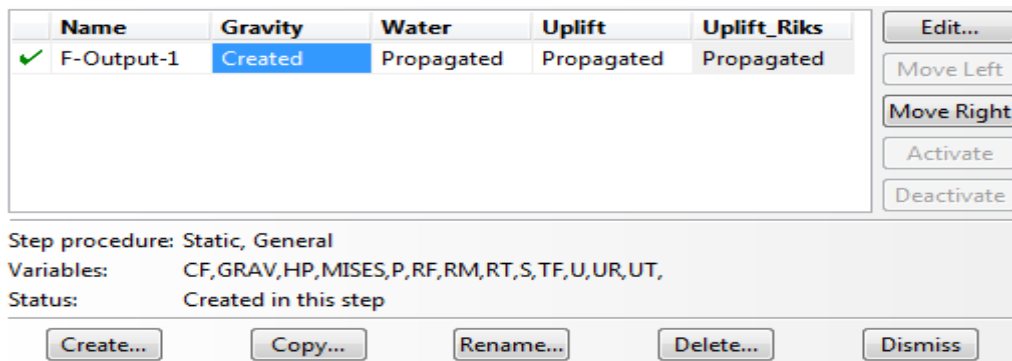 Name Gravity Water Uplift Uplift_Riks
F-Output-1 Created Propagated Propagated Propagated
Edit...
Move Left
Move Right
Activate
Deactivate
Step procedure: Static, General
Variables: CF,GRAV,HP,MISES,P,RF,RM,RT,S,TF,U,UR,UT,
Status: Created in this step
Create... Copy... Rename... Delete... Dismiss